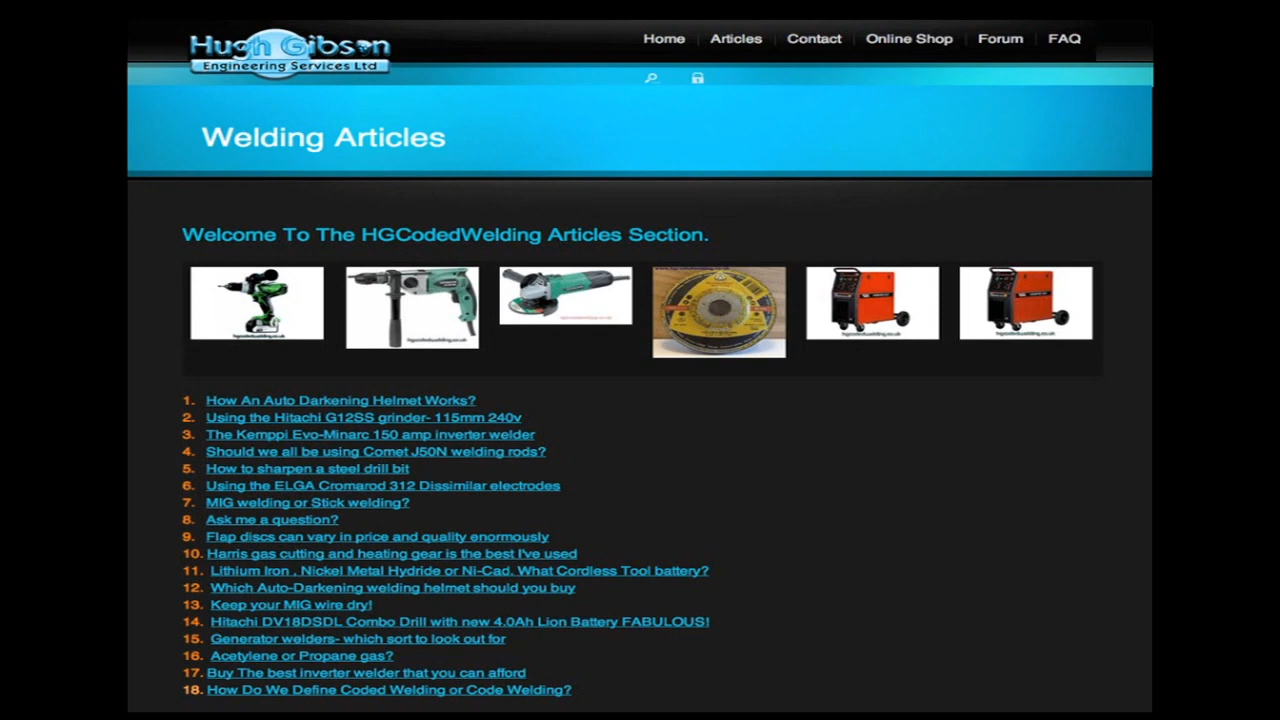 Hugh Gibson
Engineering Services Ltd
Home
Articles
Contact
Online Shop
Forum
FAQ
Welding Articles
Welcome To The HGCodedWelding Articles Section.
1. How An Auto Darkening Helmet Works?
2. Using the Hitachi G12SS grinder- 115mm 240v
3. The Kemppi Evo-Minarc 150 amp inverter welder
4. Should we all be using Comet J50N welding rods?
5. How to sharpen a steel drill bit
6. Using the ELGA Cromarod 312 Dissimilar electrodes
7. MIG welding or Stick welding?
8. Ask me a question?
9. Flap discs can vary in price and quality enormously
10. Harris gas cutting and heating gear is the best I've used
11. Lithium Iron , Nickel Metal Hydride or Ni-Cad. What Cordless Tool battery?
12. Which Auto-Darkening welding helmet should you buy
13. Keep your MIG wire dry!
14. Hitachi DV18DSDL Combo Drill with new 4.0Ah Lion Battery FABULOUS!
15. Generator welders- which sort to look out for
16. Acetylene or Propane gas?
17. Buy The best inverter welder that you can afford
18. How Do We Define Coded Welding or Code Welding?